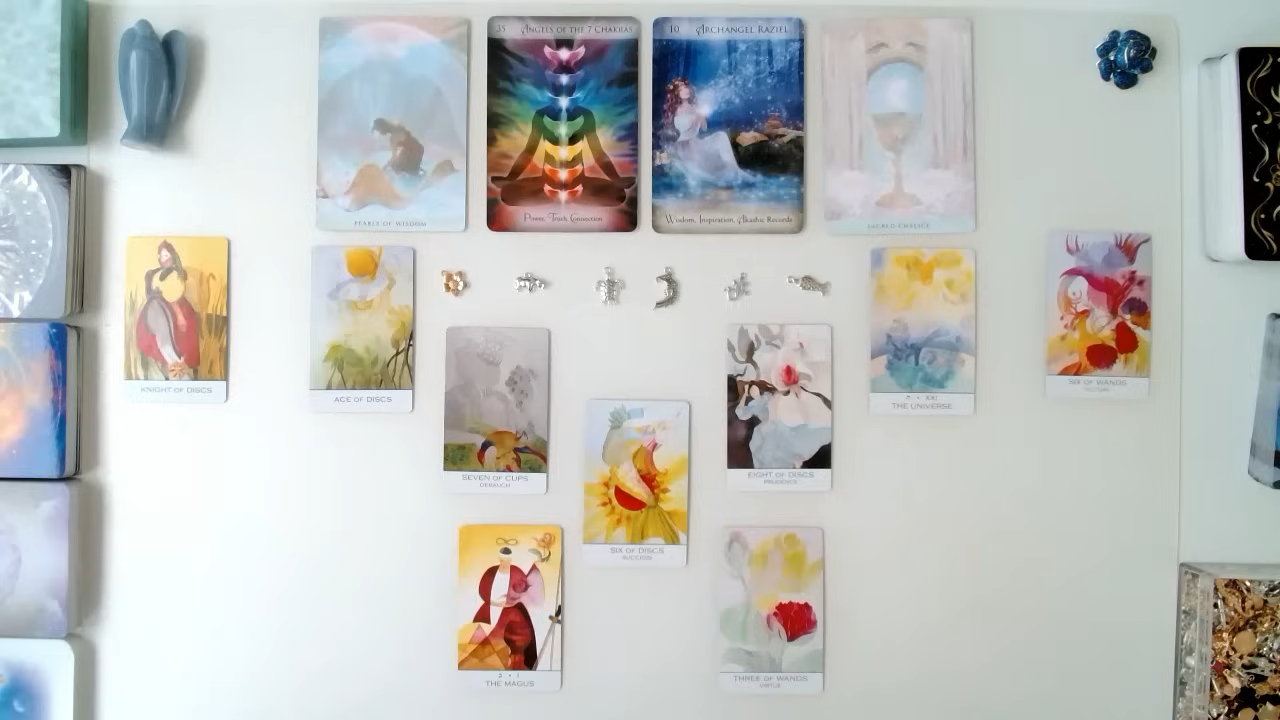 35 ANGELS OF THE 7 CHAKRAS
10 ARCHANGEL RAZIEL
Power, Truth, Connection
Wisdom, Inspiration, Akashic Records
PEARLS OF WISDOM
SACRED CHALICE
KNIGHT OF DISCS
ACE OF DISCS
XXI
THE UNIVERSE
SIX OF WANDS
VICTORY
SEVEN OF CUPS
DEBAUCH
EIGHT OF DISCS
PRUDENCE
SIX OF DISCS
SUCCESS
THE MAGUS
THREE OF WANDS
VIRTUE